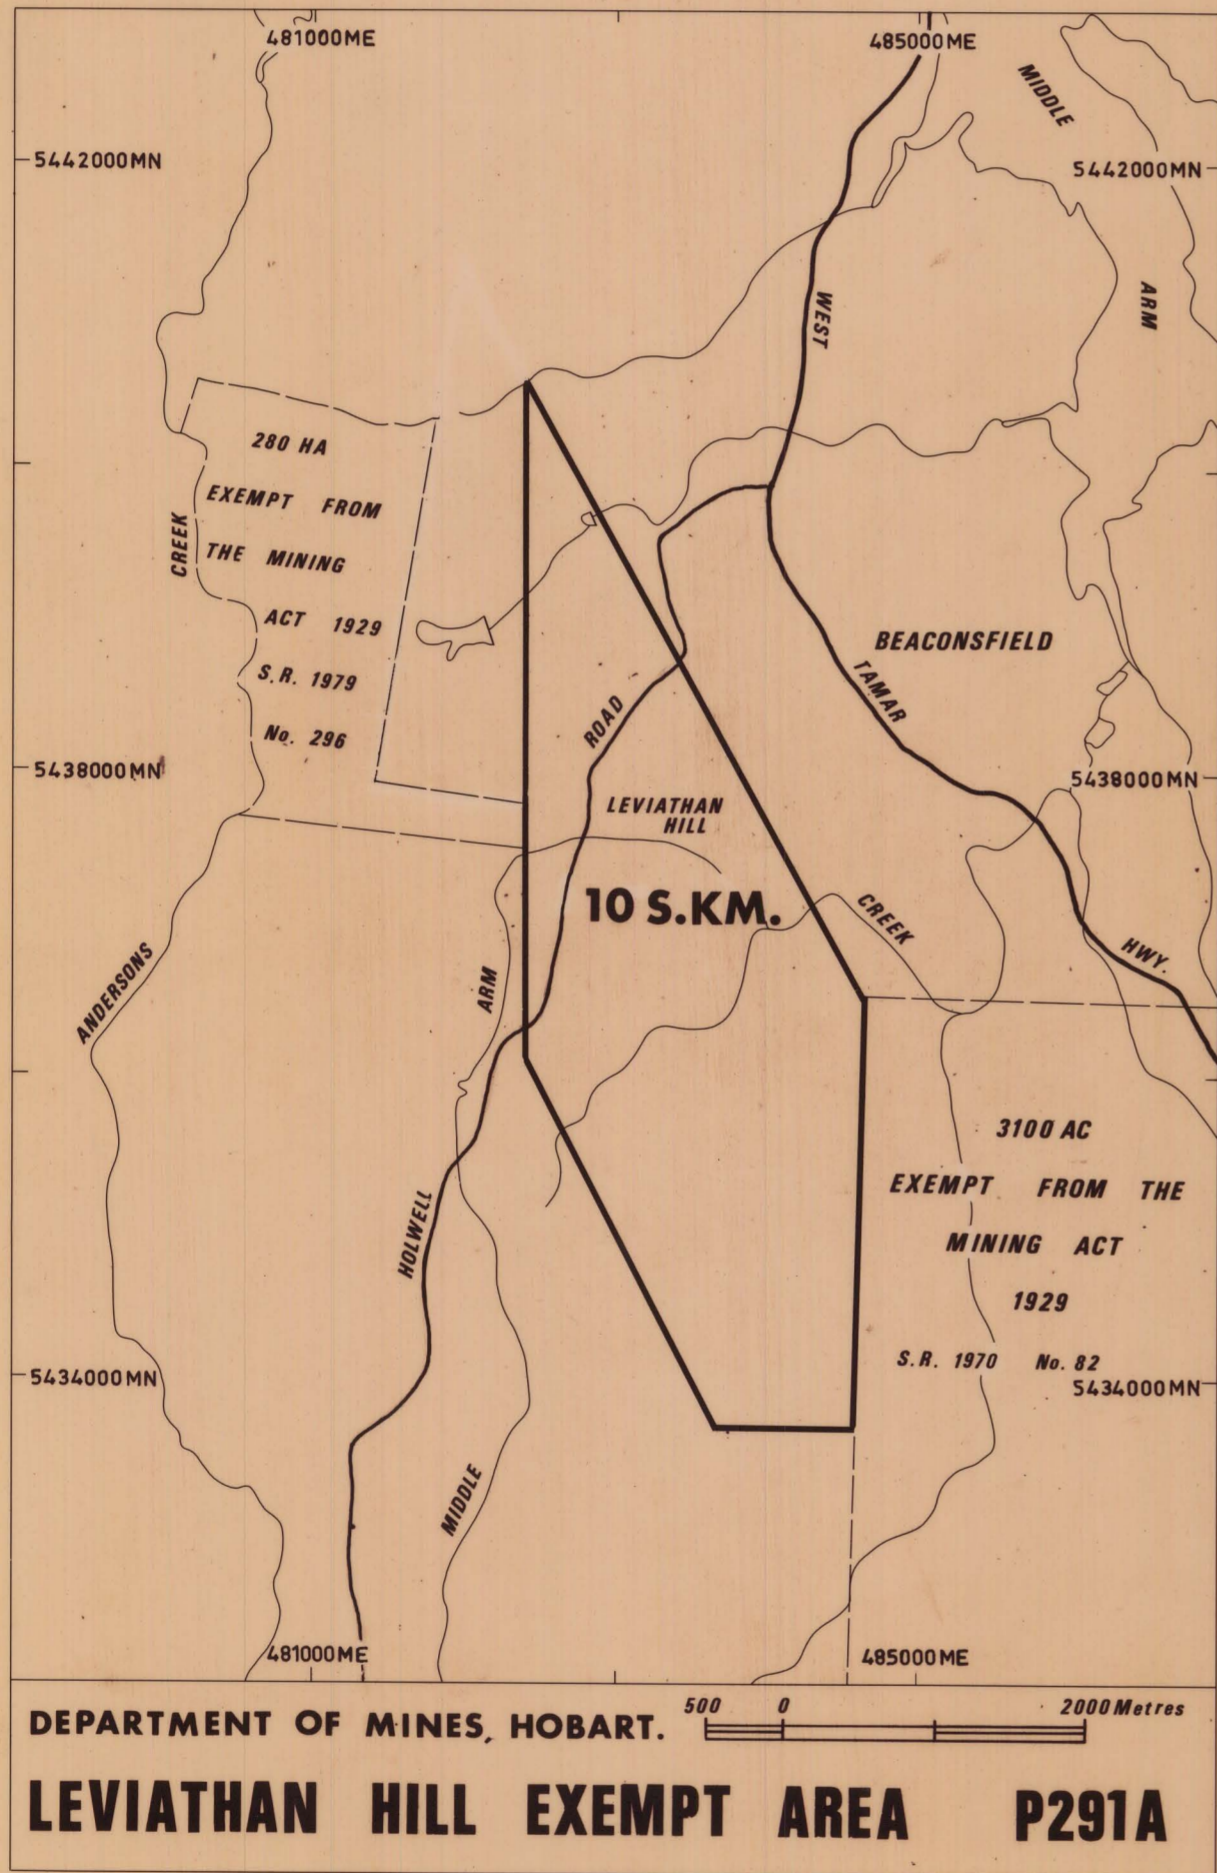 481000ME
485000ME
MIDDLE
ARM
5442000MN
5442000MN
WEST
280 HA
EXEMPT FROM
THE MINING
ACT 1929
S.R. 1979
No. 296
CREEK
BEACONSFIELD
TAMAR
ROAD
5438000MN
5438000MN
LEVIATHAN
HILL
10 S.KM.
CREEK
HWY.
ANDERSONS
ARM
3100 AC
EXEMPT FROM THE
MINING ACT
1929
S.R. 1970 No. 82
HOLWELL
5434000MN
5434000MN
MIDDLE
481000ME
485000ME
DEPARTMENT OF MINES, HOBART.
500 0 2000 Metres
LEVIATHAN HILL EXEMPT AREA P291A